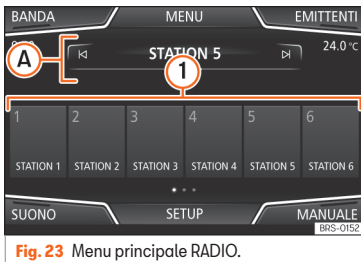 BANDA MENU EMITTENTI
A STATION 5 24.0 °C
1
1 2 3 4 5 6
STATION 1 STATION 2 STATION 3 STATION 4 STATION 5 STATION 6
SUONO SETUP MANUALE
BRS-0152
Fig. 23 Menu principale RADIO.